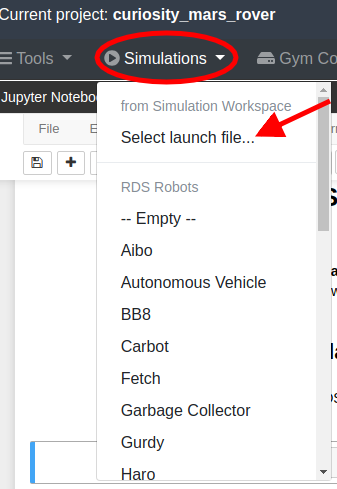 Current project: curiosity_mars_rover
Tools Simulations Gym Co
Jupyter Notebo
from Simulation Workspace
File
Select launch file...
RDS Robots
-- Empty --
Aibo
Autonomous Vehicle
BB8
Carbot
Fetch
Garbage Collector
Gurdy
Haro